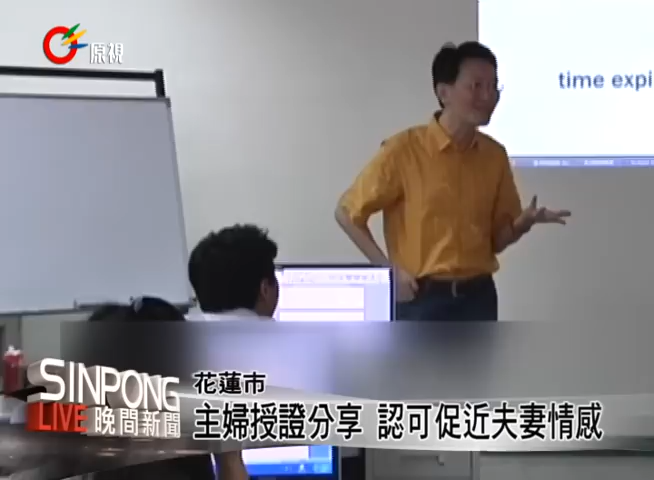 原視
time expi
SINPONG
LIVE 晚間新聞
花蓮市
主婦授證分享 認可促近夫妻情感